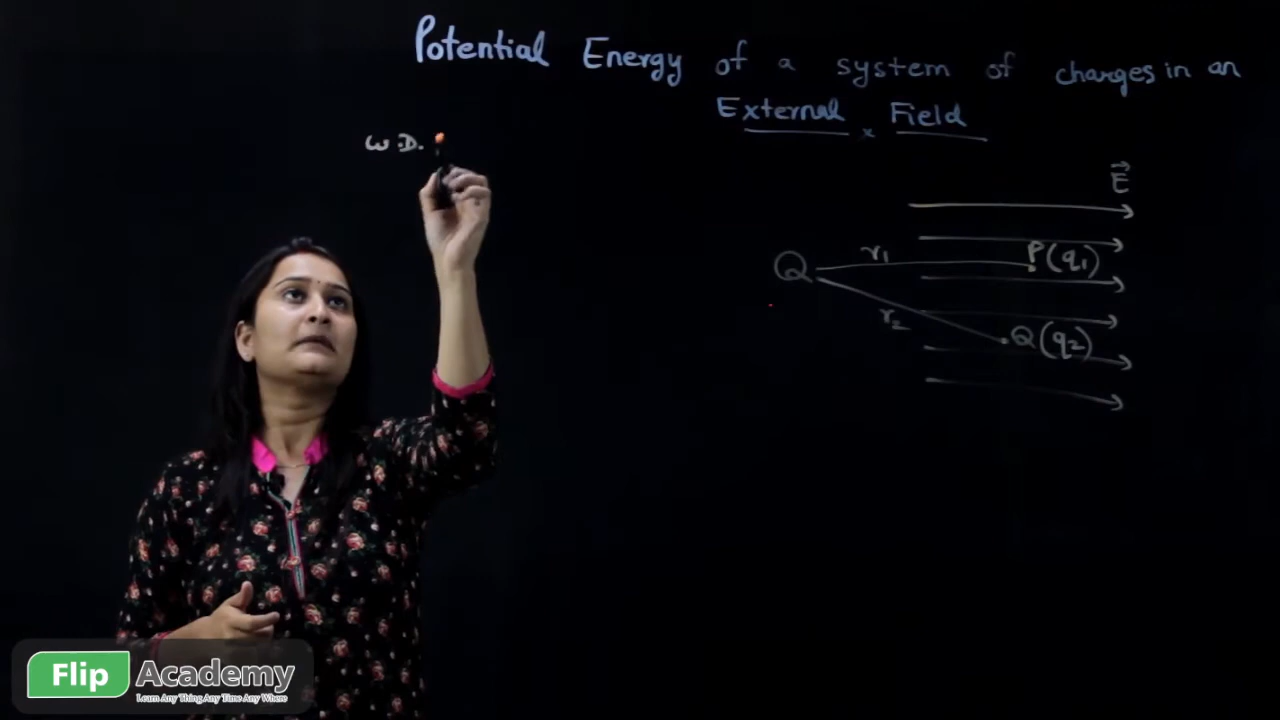 Potential Energy of a system of charges in an
External x Field
W.D.
E
r1
P(q1)
Q
r2
Q(q2)
Flip Academy
Learn Any Thing Any Time Any Where